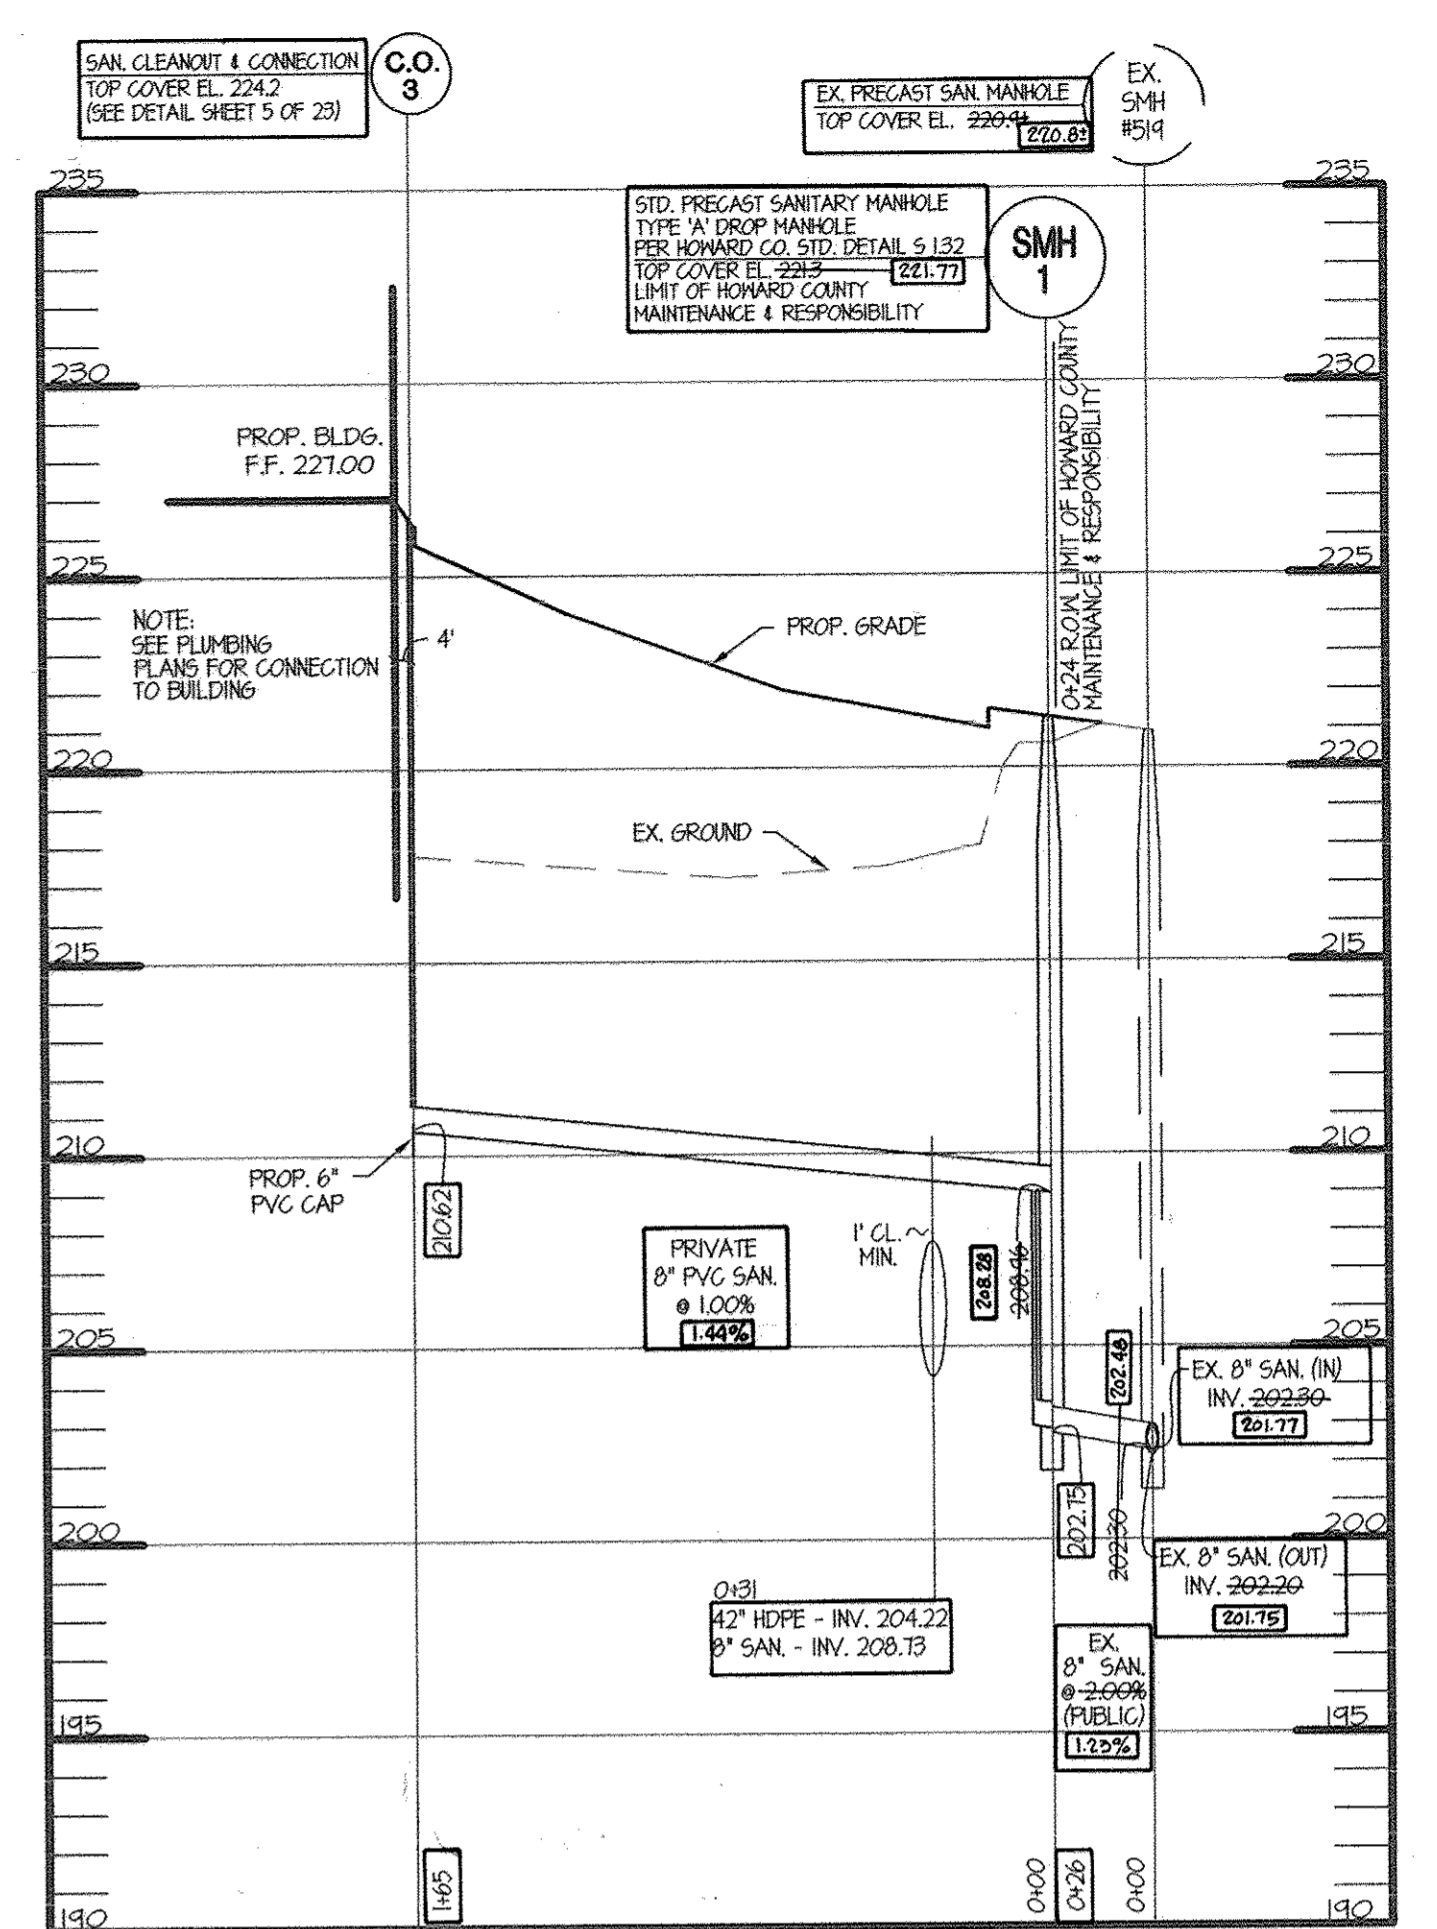 SAN. CLEANOUT & CONNECTION
TOP COVER EL. 224.2
(SEE DETAIL SHEET 5 OF 23)
C.O.
3
EX. PRECAST SAN. MANHOLE
TOP COVER EL. 220.9±
220.8±
EX.
SMH
#519
235
235
STD. PRECAST SANITARY MANHOLE
TYPE 'A' DROP MANHOLE
PER HOWARD CO. STD. DETAIL S 1.32
TOP COVER EL. 221.3
221.77
LIMIT OF HOWARD COUNTY
MAINTENANCE & RESPONSIBILITY
SMH
1
230
230
0+24 R.O.W. LIMIT OF HOWARD COUNTY
MAINTENANCE & RESPONSIBILITY
PROP. BLDG.
F.F. 227.00
225
225
NOTE:
SEE PLUMBING
PLANS FOR CONNECTION
TO BUILDING
4'
PROP. GRADE
220
220
EX. GROUND
215
215
210
210
PROP. 6"
PVC CAP
210.62
PRIVATE
8" PVC SAN.
@ 1.00%
1.44%
1' CL.
MIN.
208.28
208.96
205
205
202.48
EX. 8" SAN. (IN)
INV. 202.30
201.77
202.75
202.30
200
200
EX. 8" SAN. (OUT)
INV. 202.20
201.75
0+31
42" HDPE - INV. 204.22
8" SAN. - INV. 208.73
EX.
8" SAN.
@ 2.00%
(PUBLIC)
1.23%
195
195
1+65
0+00
0+26
0+00
190
190